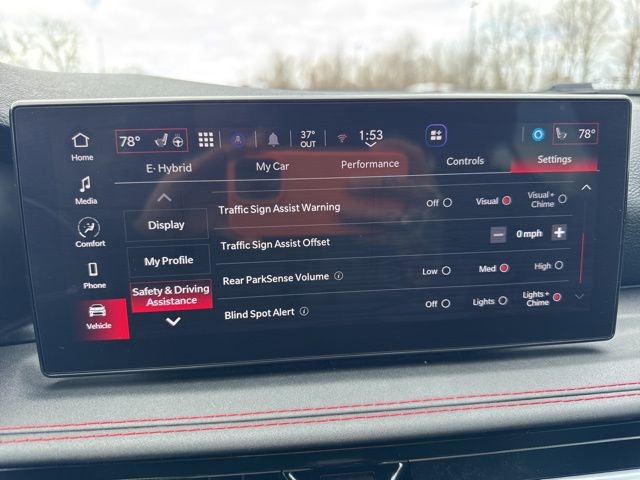 78° 37° OUT 1:53 78°
Home
E-Hybrid My Car Performance Controls Settings
Media
Comfort
Phone
Vehicle
Display
My Profile
Safety & Driving
Assistance
Traffic Sign Assist Warning Off Visual Visual + Chime
Traffic Sign Assist Offset - 0 mph +
Rear ParkSense Volume Low Med High
Blind Spot Alert Off Lights Lights + Chime